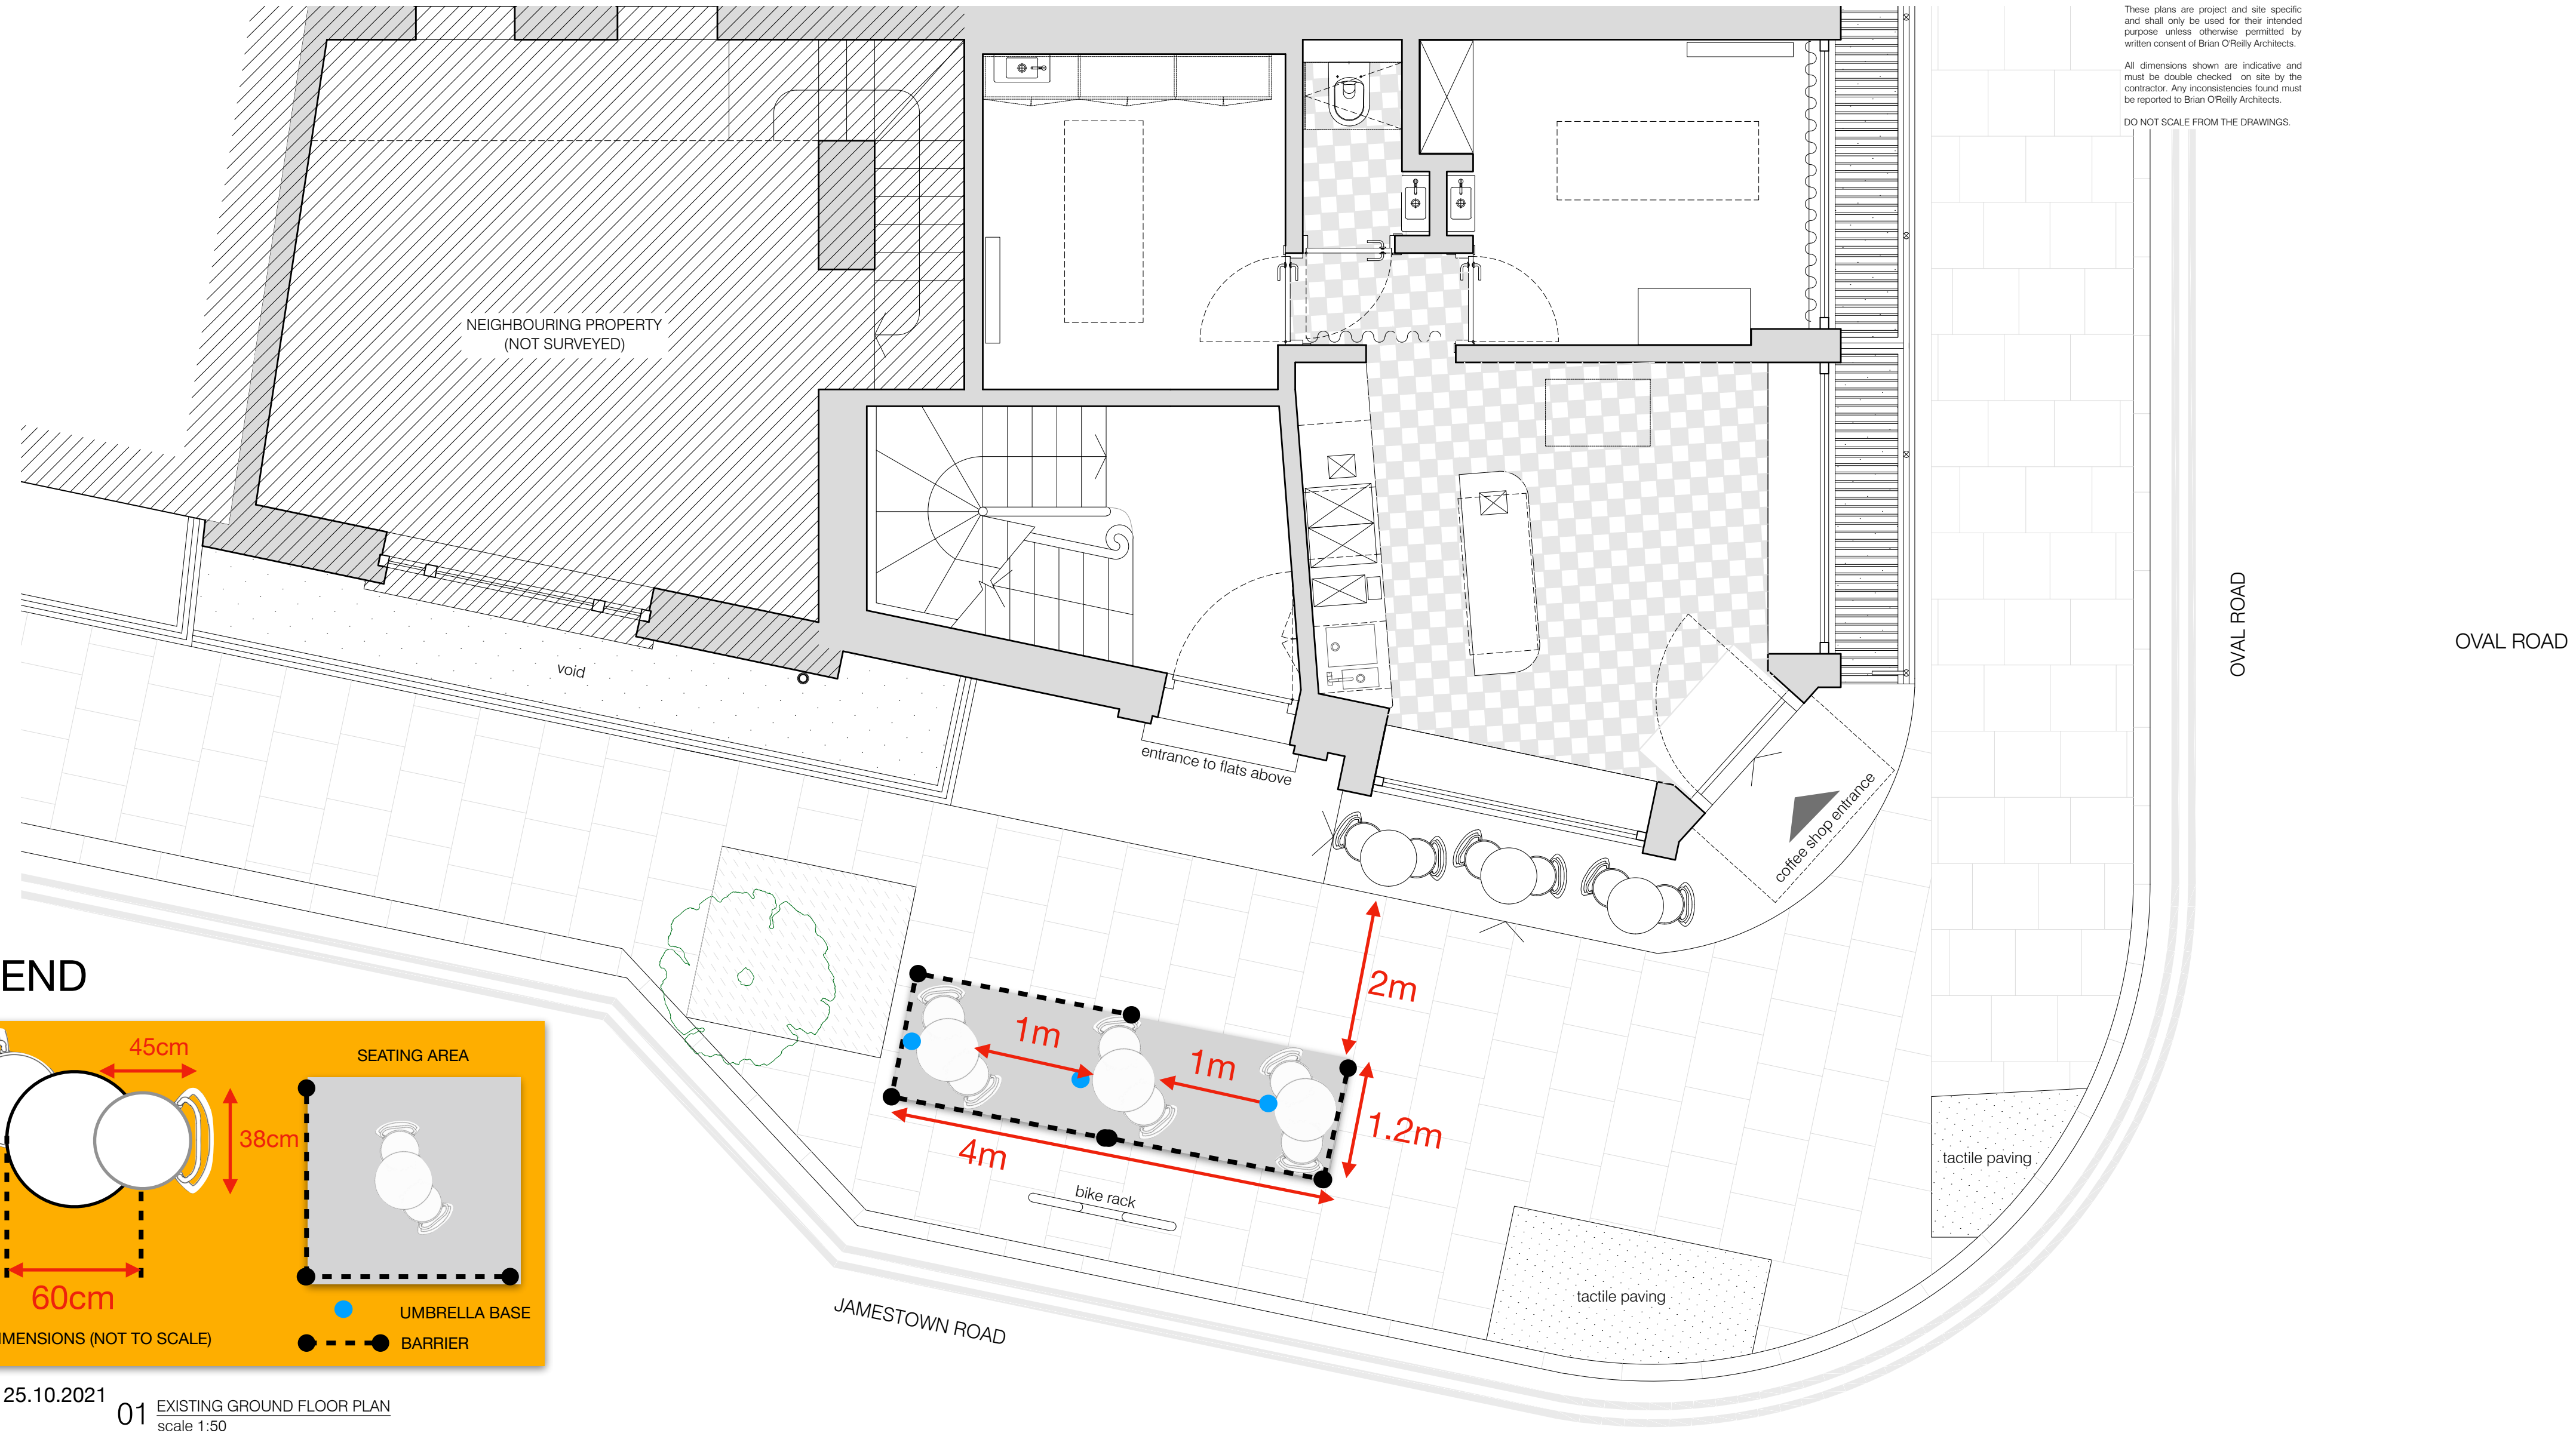 These plans are project and site specific
and shall only be used for their intended
purpose unless otherwise permitted by
written consent of Brian O'Reilly Architects.
All dimensions shown are indicative and
must be double checked on site by the
contractor. Any inconsistencies found must
be reported to Brian O'Reilly Architects.
DO NOT SCALE FROM THE DRAWINGS.
NEIGHBOURING PROPERTY
(NOT SURVEYED)
OVAL ROAD
OVAL ROAD
void
entrance to flats above
coffee shop entrance
2m
1m
1m
1.2m
4m
bike rack
tactile paving
tactile paving
JAMESTOWN ROAD
END
45cm
SEATING AREA
38cm
60cm
UMBRELLA BASE
IMENSIONS (NOT TO SCALE)
BARRIER
25.10.2021
01 EXISTING GROUND FLOOR PLAN
scale 1:50